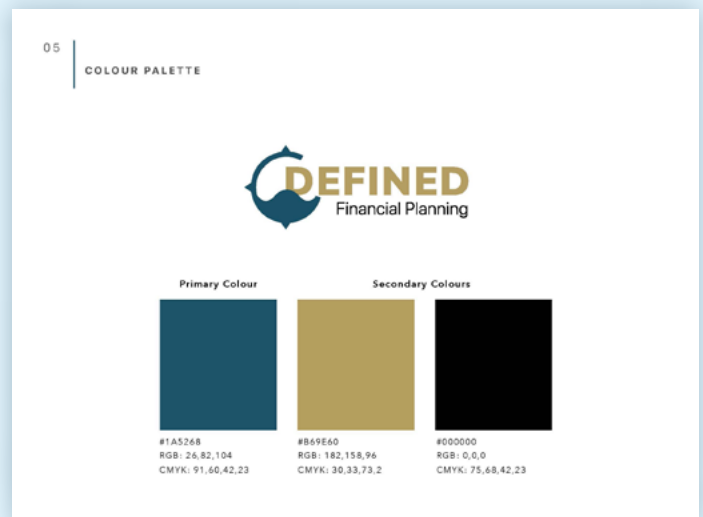 05
COLOUR PALETTE
DEFINED
Financial Planning
Primary Colour
Secondary Colours
#1A5268
RGB: 26,82,104
CMYK: 91,60,42,23
#B69E60
RGB: 182,158,96
CMYK: 30,33,73,2
#000000
RGB: 0,0,0
CMYK: 75,68,42,23